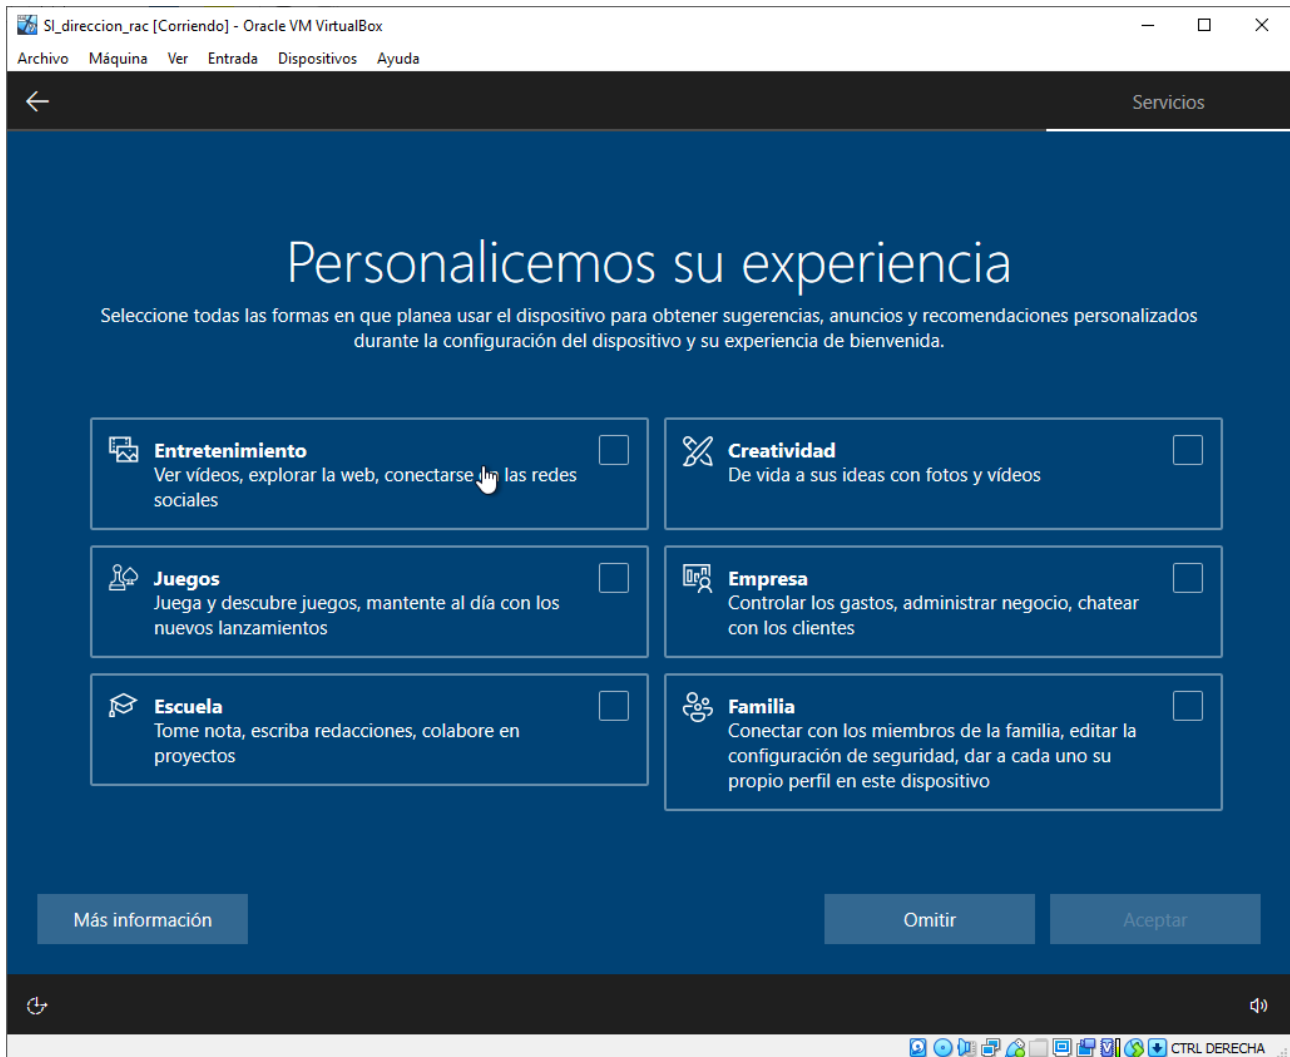 SI_direccion_rac [Corriendo] - Oracle VM VirtualBox
Archivo Máquina Ver Entrada Dispositivos Ayuda
Servicios
Personalicemos su experiencia
Seleccione todas las formas en que planea usar el dispositivo para obtener sugerencias, anuncios y recomendaciones personalizados
durante la configuración del dispositivo y su experiencia de bienvenida.
Entretenimiento
Ver vídeos, explorar la web, conectarse las redes
sociales
Creatividad
De vida a sus ideas con fotos y vídeos
Juegos
Juega y descubre juegos, mantente al día con los
nuevos lanzamientos
Empresa
Controlar los gastos, administrar negocio, chatear
con los clientes
Escuela
Tome nota, escriba redacciones, colabore en
proyectos
Familia
Conectar con los miembros de la familia, editar la
configuración de seguridad, dar a cada uno su
propio perfil en este dispositivo
Más información
Omitir
Aceptar
CTRL DERECHA